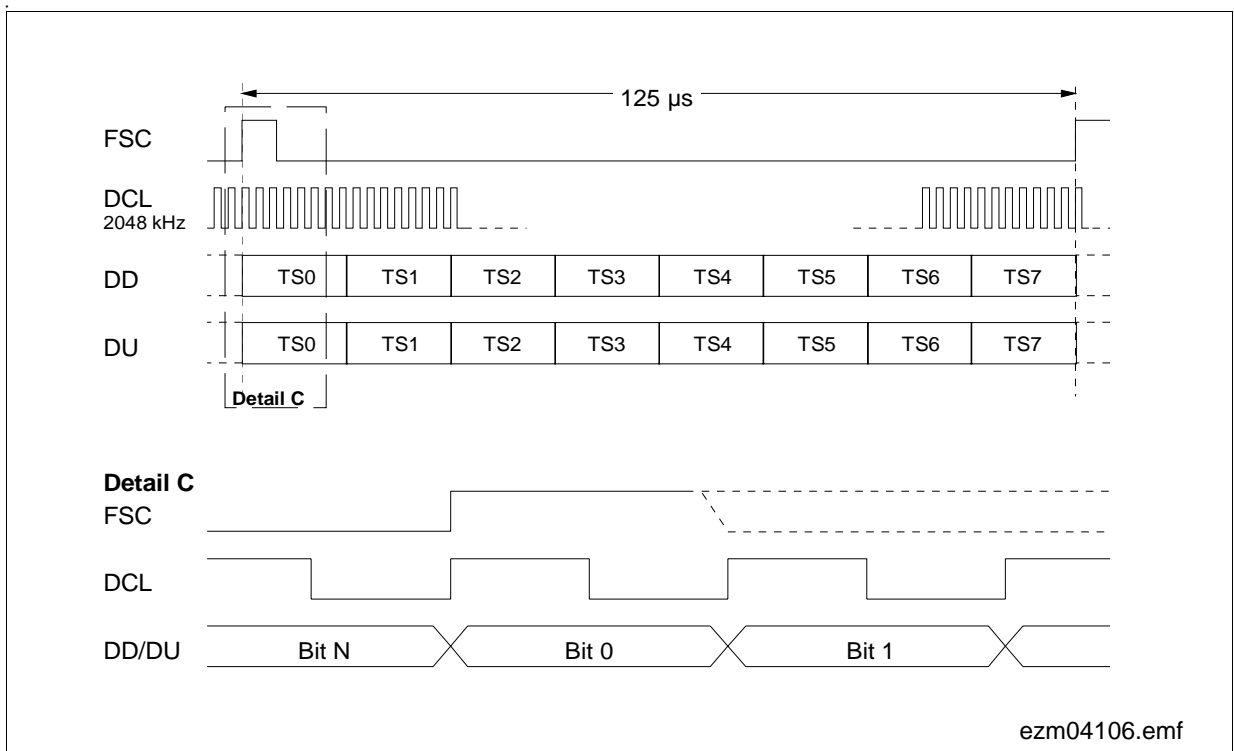 125 µs
FSC
DCL
2048 kHz
DD TS0 TS1 TS2 TS3 TS4 TS5 TS6 TS7
DU TS0 TS1 TS2 TS3 TS4 TS5 TS6 TS7
Detail C
Detail C
FSC
DCL
DD/DU Bit N Bit 0 Bit 1
ezm04106.emf